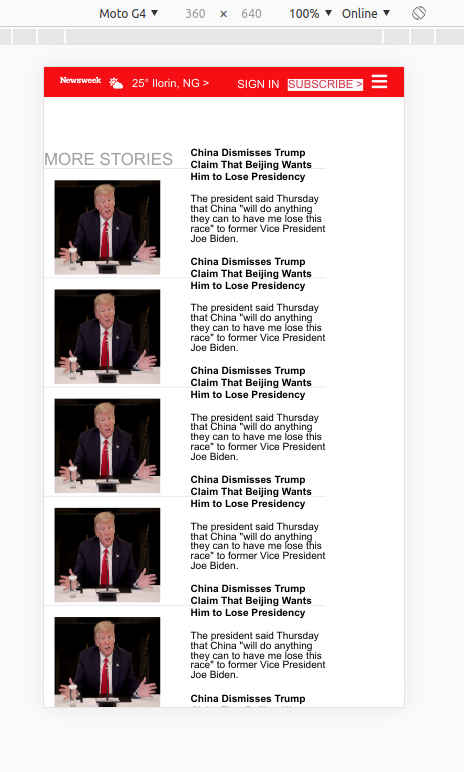 Moto G4 ▼ 360 × 640 100% ▼ Online ▼
Newsweek 25° Ilorin, NG > SIGN IN SUBSCRIBE >
MORE STORIES
China Dismisses Trump
Claim That Beijing Wants
Him to Lose Presidency
The president said Thursday
that China "will do anything
they can to have me lose this
race" to former Vice President
Joe Biden.
China Dismisses Trump
Claim That Beijing Wants
Him to Lose Presidency
The president said Thursday
that China "will do anything
they can to have me lose this
race" to former Vice President
Joe Biden.
China Dismisses Trump
Claim That Beijing Wants
Him to Lose Presidency
The president said Thursday
that China "will do anything
they can to have me lose this
race" to former Vice President
Joe Biden.
China Dismisses Trump
Claim That Beijing Wants
Him to Lose Presidency
The president said Thursday
that China "will do anything
they can to have me lose this
race" to former Vice President
Joe Biden.
China Dismisses Trump
Claim That Beijing Wants
Him to Lose Presidency
The president said Thursday
that China "will do anything
they can to have me lose this
race" to former Vice President
Joe Biden.
China Dismisses Trump